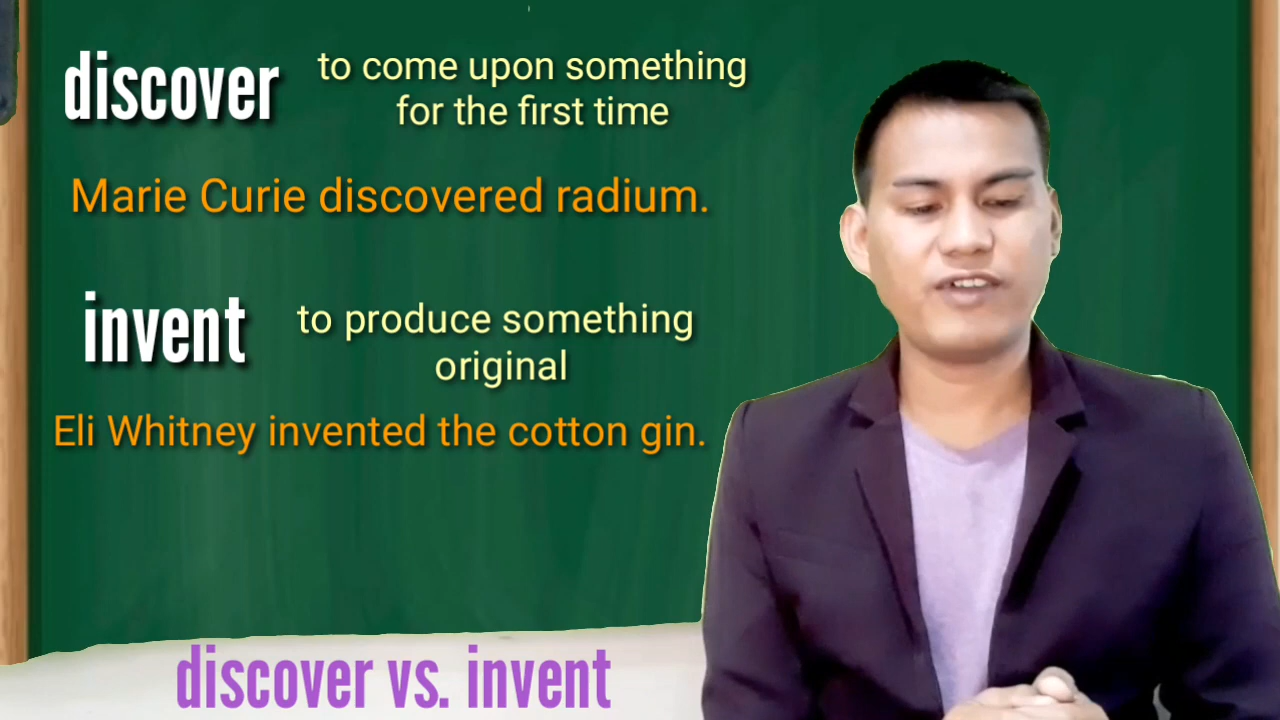 discover
to come upon something
for the first time
Marie Curie discovered radium.
invent
to produce something
original
Eli Whitney invented the cotton gin.
discover vs. invent